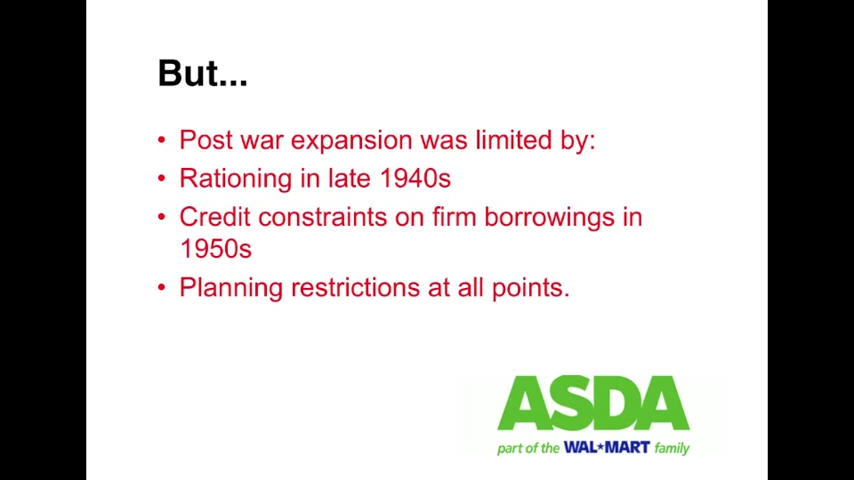 But...
• Post war expansion was limited by:
• Rationing in late 1940s
• Credit constraints on firm borrowings in
1950s
• Planning restrictions at all points.
ASDA
part of the WAL★MART family